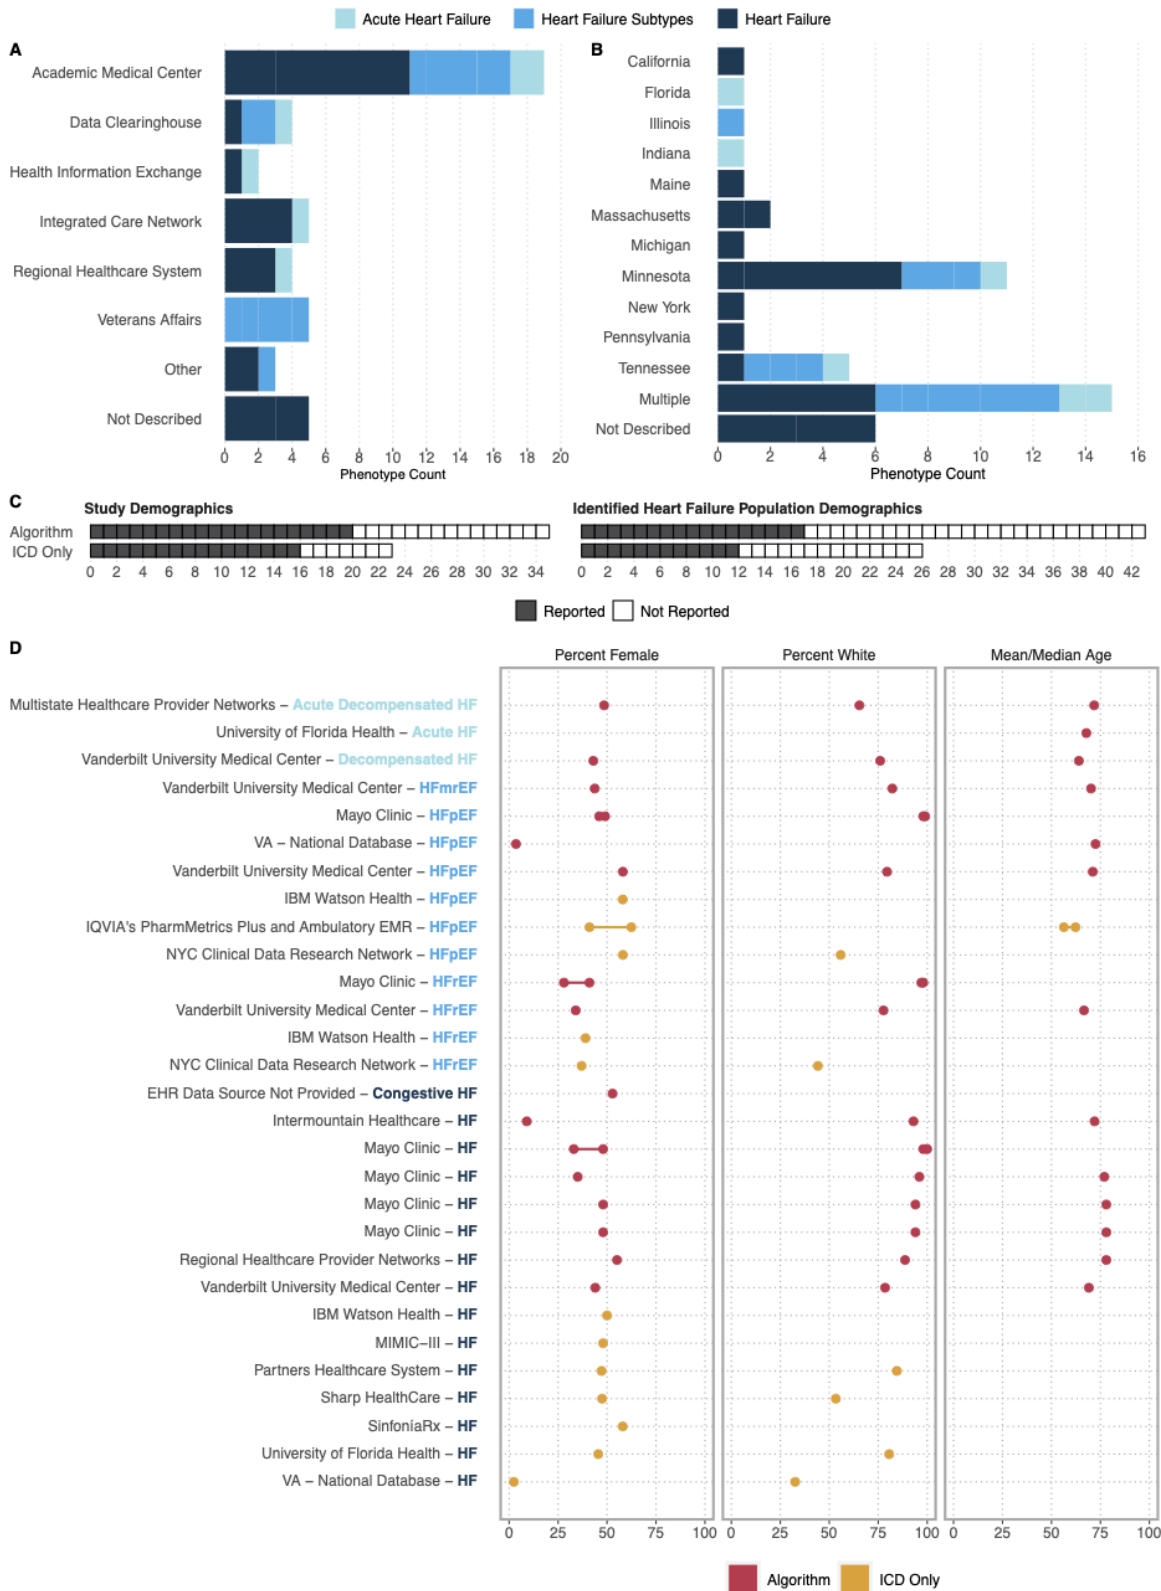 Acute Heart Failure Heart Failure Subtypes Heart Failure
A
Academic Medical Center
Data Clearinghouse
Health Information Exchange
Integrated Care Network
Regional Healthcare System
Veterans Affairs
Other
Not Described
0 2 4 6 8 10 12 14 16 18 20
Phenotype Count
B
California
Florida
Illinois
Indiana
Maine
Massachusetts
Michigan
Minnesota
New York
Pennsylvania
Tennessee
Multiple
Not Described
0 2 4 6 8 10 12 14 16
Phenotype Count
C
Study Demographics
Algorithm
ICD Only
0 2 4 6 8 10 12 14 16 18 20 22 24 26 28 30 32 34
Identified Heart Failure Population Demographics
0 2 4 6 8 10 12 14 16 18 20 22 24 26 28 30 32 34 36 38 40 42
Reported Not Reported
D
Percent Female Percent White Mean/Median Age
Multistate Healthcare Provider Networks – Acute Decompensated HF
University of Florida Health – Acute HF
Vanderbilt University Medical Center – Decompensated HF
Vanderbilt University Medical Center – HFmrEF
Mayo Clinic – HFpEF
VA – National Database – HFpEF
Vanderbilt University Medical Center – HFpEF
IBM Watson Health – HFpEF
IQVIA's PharmMetrics Plus and Ambulatory EMR – HFpEF
NYC Clinical Data Research Network – HFpEF
Mayo Clinic – HFrEF
Vanderbilt University Medical Center – HFrEF
IBM Watson Health – HFrEF
NYC Clinical Data Research Network – HFrEF
EHR Data Source Not Provided – Congestive HF
Intermountain Healthcare – HF
Mayo Clinic – HF
Mayo Clinic – HF
Mayo Clinic – HF
Mayo Clinic – HF
Regional Healthcare Provider Networks – HF
Vanderbilt University Medical Center – HF
IBM Watson Health – HF
MIMIC–III – HF
Partners Healthcare System – HF
Sharp HealthCare – HF
SinfoníaRx – HF
University of Florida Health – HF
VA – National Database – HF
0 25 50 75 100 0 25 50 75 100 0 25 50 75 100
Algorithm ICD Only